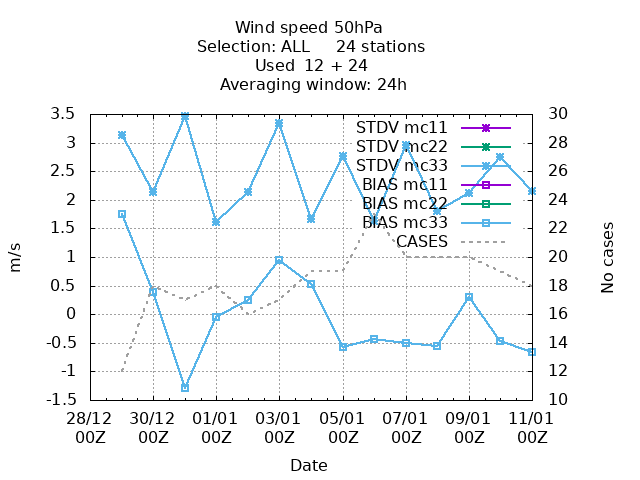 Wind speed 50hPa
Selection: ALL 24 stations
Used 12 + 24
Averaging window: 24h
3.5
3
2.5
2
1.5
1
0.5
0
-0.5
-1
-1.5
m/s
30
28
26
24
22
20
18
16
14
12
10
No cases
STDV mc11
STDV mc22
STDV mc33
BIAS mc11
BIAS mc22
BIAS mc33
CASES
28/12 30/12 01/01 03/01 05/01 07/01 09/01 11/01
00Z 00Z 00Z 00Z 00Z 00Z 00Z 00Z
Date